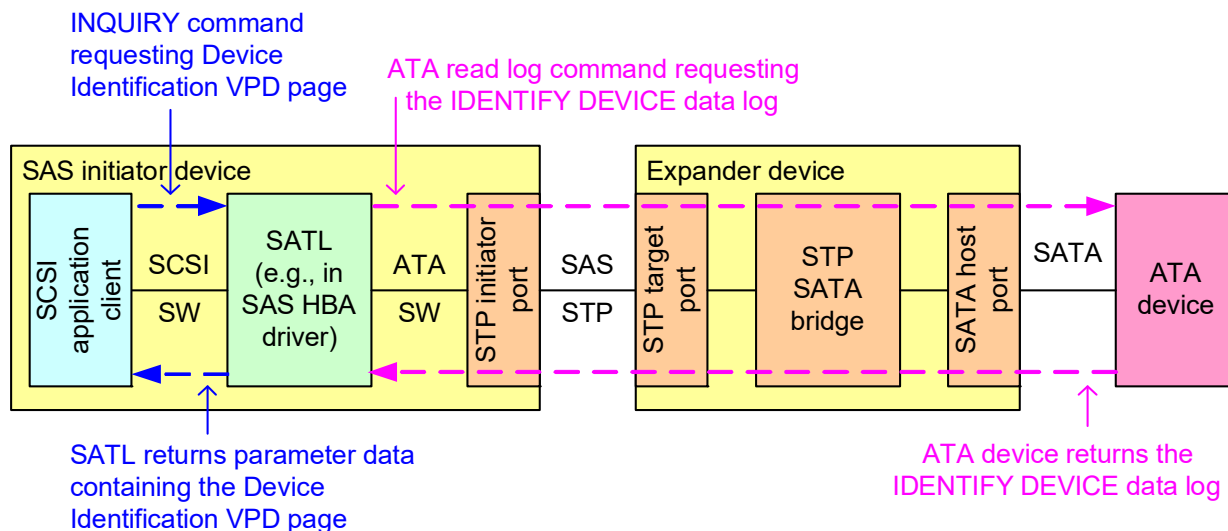 INQUIRY command
requesting Device
Identification VPD page
ATA read log command requesting
the IDENTIFY DEVICE data log
SAS initiator device
Expander device
SCSI
application
client
SCSI
SW
SATL
(e.g., in
SAS HBA
driver)
ATA
SW
STP initiator
port
SAS
STP
STP target
port
STP
SATA
bridge
SATA host
port
SATA
ATA
device
SATL returns parameter data
containing the Device
Identification VPD page
ATA device returns the
IDENTIFY DEVICE data log